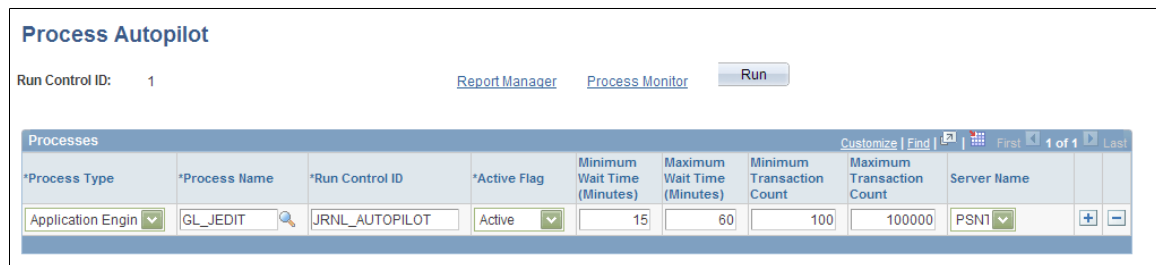 Process Autopilot
Run Control ID: 1 Report Manager Process Monitor Run
Processes Customize | Find | First 1 of 1 Last
*Process Type *Process Name *Run Control ID *Active Flag Minimum Wait Time (Minutes) Maximum Wait Time (Minutes) Minimum Transaction Count Maximum Transaction Count Server Name
Application Engin GL_JEDIT JRNL_AUTOPILOT Active 15 60 100 100000 PSNT